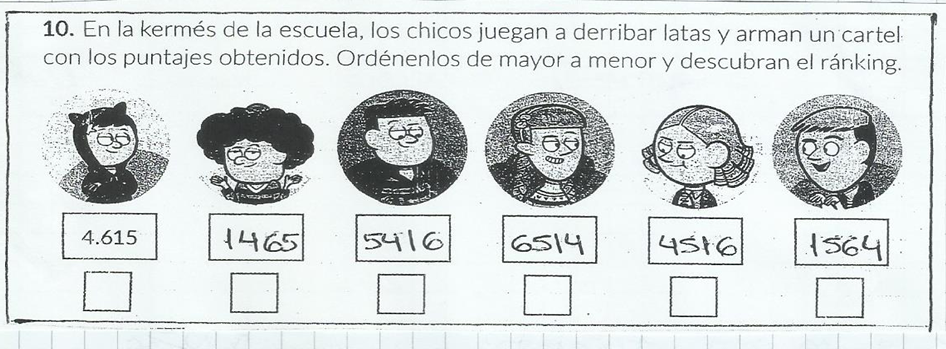 10. En la kermés de la escuela, los chicos juegan a derribar latas y arman un cartel
con los puntajes obtenidos. Ordénenlos de mayor a menor y descubran el ránking.
4.615 1465 5416 6514 4516 1564